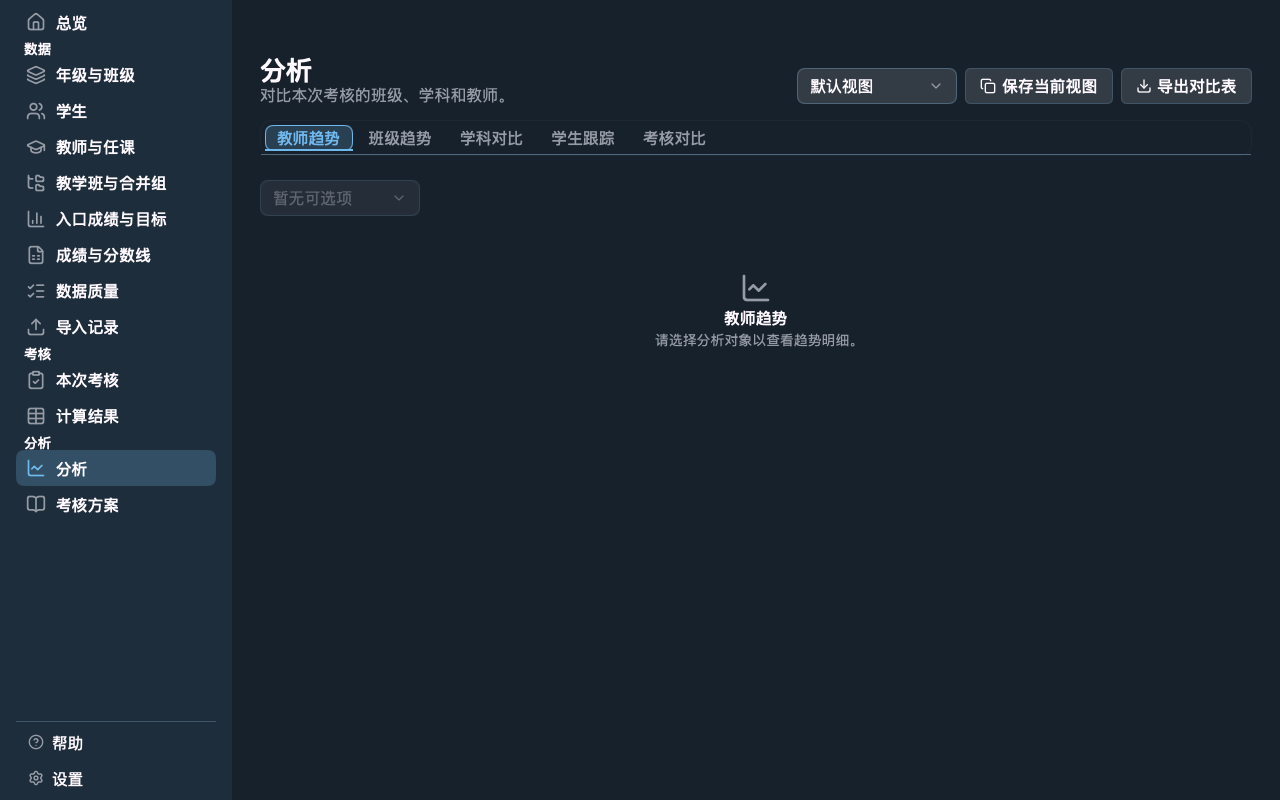 总览
数据
年级与班级
学生
教师与任课
教学班与合并组
入口成绩与目标
成绩与分数线
数据质量
导入记录
考核
本次考核
计算结果
分析
分析
考核方案
帮助
设置
分析
对比本次考核的班级、学科和教师。
默认视图
保存当前视图
导出对比表
教师趋势
班级趋势
学科对比
学生跟踪
考核对比
暂无可选项
教师趋势
请选择分析对象以查看趋势明细。